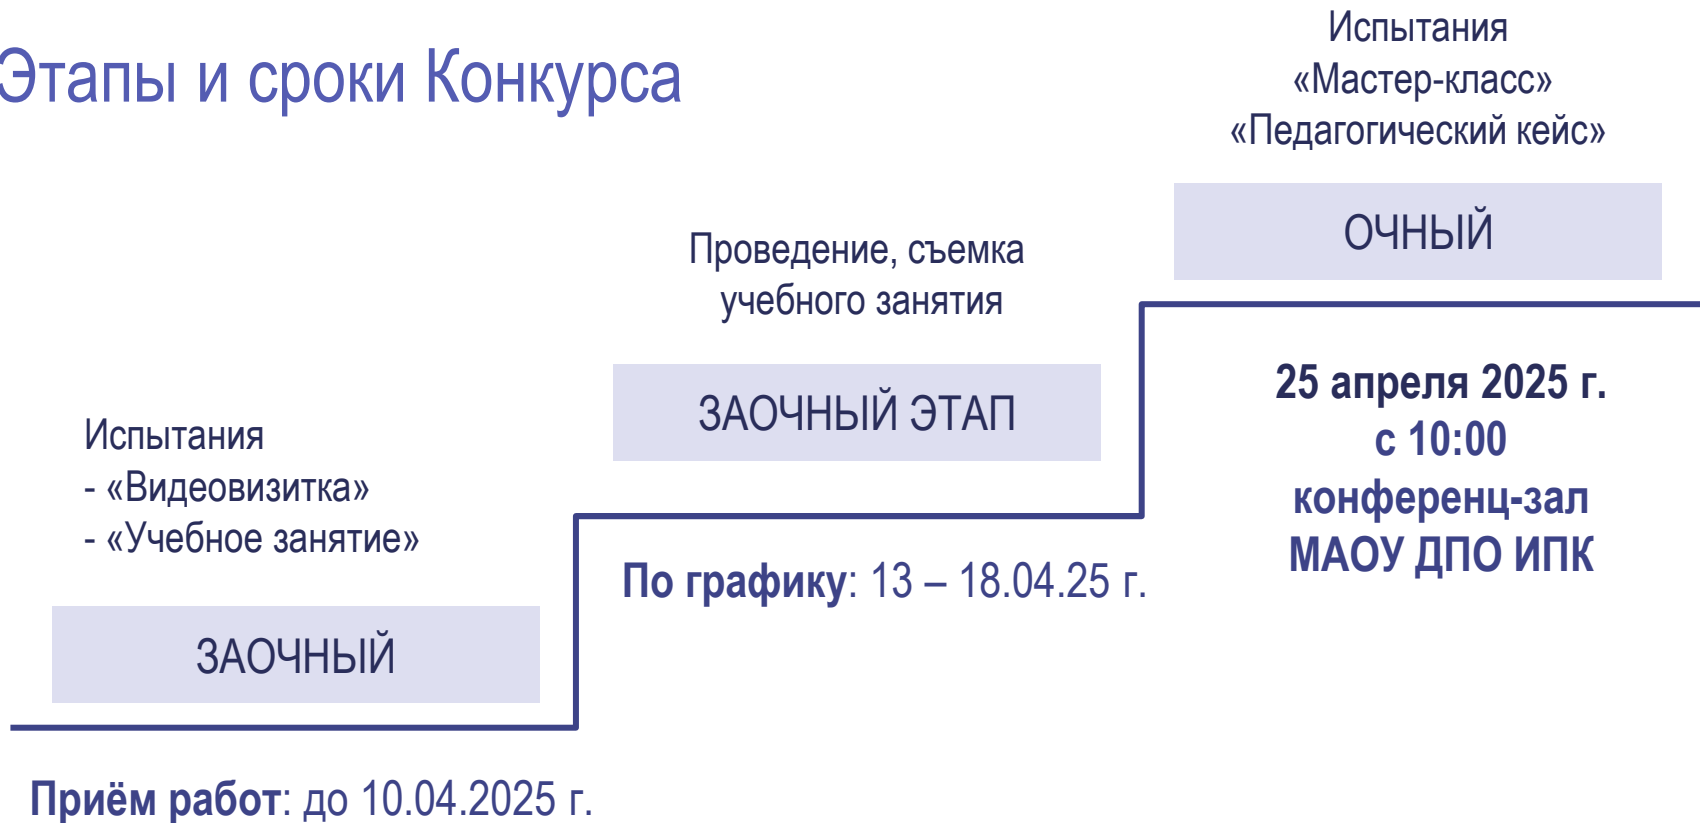 Этапы и сроки Конкурса
Испытания
- «Видеовизитка»
- «Учебное занятие»
ЗАОЧНЫЙ
Приём работ: до 10.04.2025 г.
Проведение, съемка
учебного занятия
ЗАОЧНЫЙ ЭТАП
По графику: 13 – 18.04.25 г.
Испытания
«Мастер-класс»
«Педагогический кейс»
ОЧНЫЙ
25 апреля 2025 г.
с 10:00
конференц-зал
МАОУ ДПО ИПК